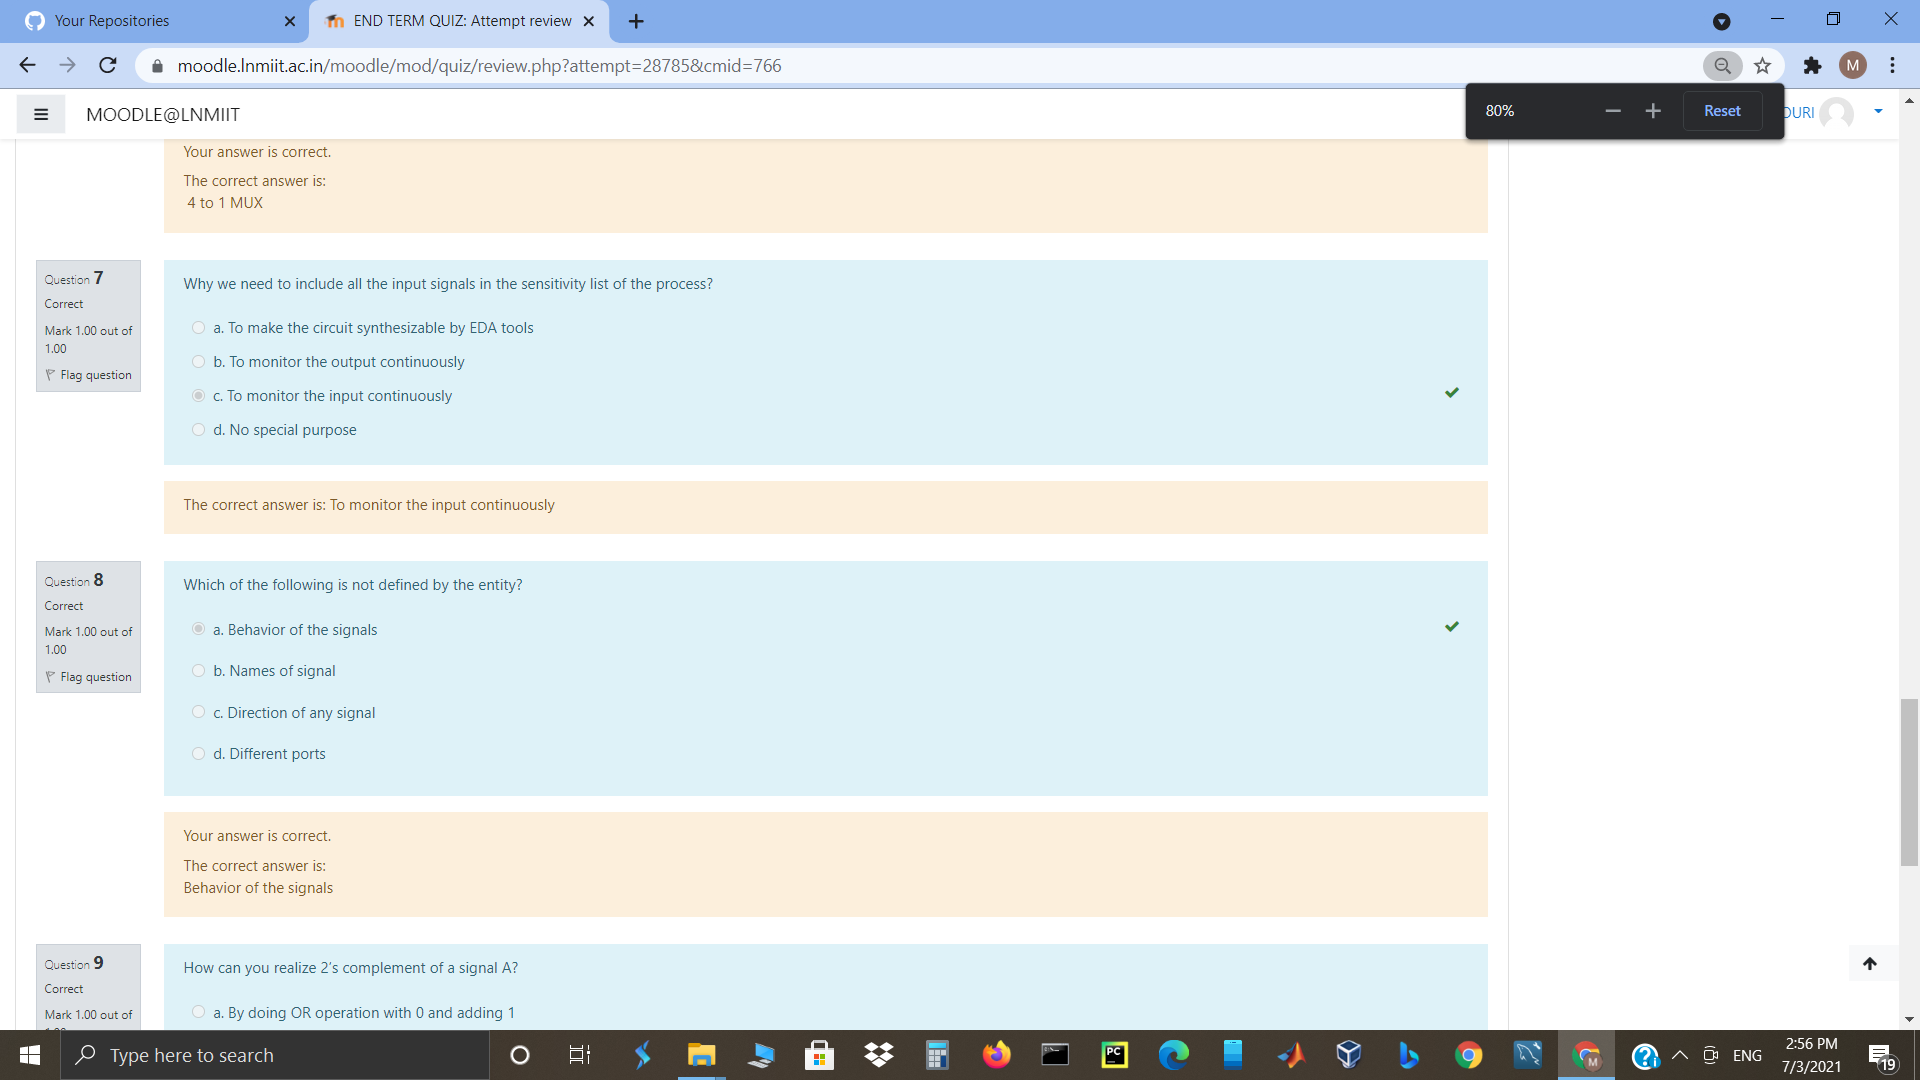 Your Repositories
END TERM QUIZ: Attempt review
moodle.lnmiit.ac.in/moodle/mod/quiz/review.php?attempt=28785&cmid=766
M
MOODLE@LNMIIT
80%
Reset
OURI
Your answer is correct.
The correct answer is:
4 to 1 MUX
Question 7
Correct
Mark 1.00 out of
1.00
Flag question
Why we need to include all the input signals in the sensitivity list of the process?
a. To make the circuit synthesizable by EDA tools
b. To monitor the output continuously
c. To monitor the input continuously
d. No special purpose
The correct answer is: To monitor the input continuously
Question 8
Correct
Mark 1.00 out of
1.00
Flag question
Which of the following is not defined by the entity?
a. Behavior of the signals
b. Names of signal
c. Direction of any signal
d. Different ports
Your answer is correct.
The correct answer is:
Behavior of the signals
Question 9
Correct
Mark 1.00 out of
How can you realize 2's complement of a signal A?
a. By doing OR operation with 0 and adding 1
Type here to search
PC
M
ENG
2:56 PM
7/3/2021
19